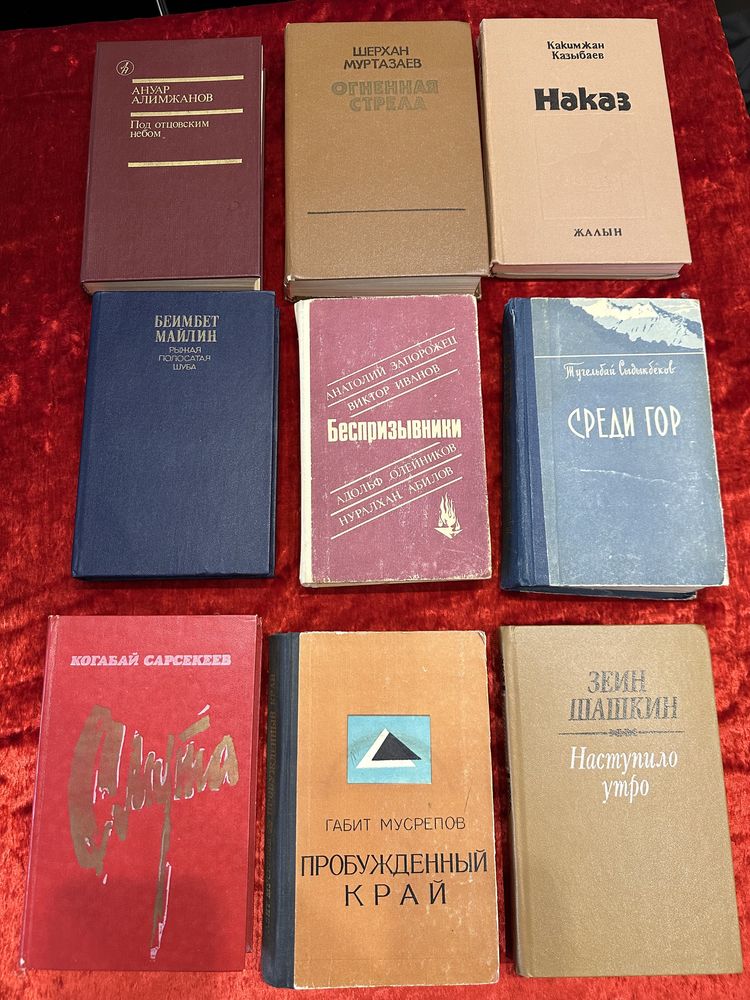 АНУАР
АЛИМЖАНОВ
Под отцовским
небом
ШЕРХАН
МУРТАЗАЕВ
ОГНЕННАЯ
СТРЕЛА
Какимжан
Казыбаев
Наказ
ЖАЛЫН
БЕИМБЕТ
МАЙЛИН
РЫЖАЯ
ПОЛОСАТАЯ
ШУБА
АНАТОЛИЙ ЗАПОРОЖЕЦ
ВИКТОР ИВАНОВ
Беспризывники
АДОЛЬФ ОЛЕЙНИКОВ
НУРАЛХАН АБИЛОВ
Тугельбай Сыдыкбеков
СРЕДИ ГОР
КОГАБАЙ САРСЕКЕЕВ
Смута
ГАБИТ МУСРЕПОВ
ПРОБУЖДЕННЫЙ
КРАЙ
ЗЕИН
ШАШКИН
Наступило
утро